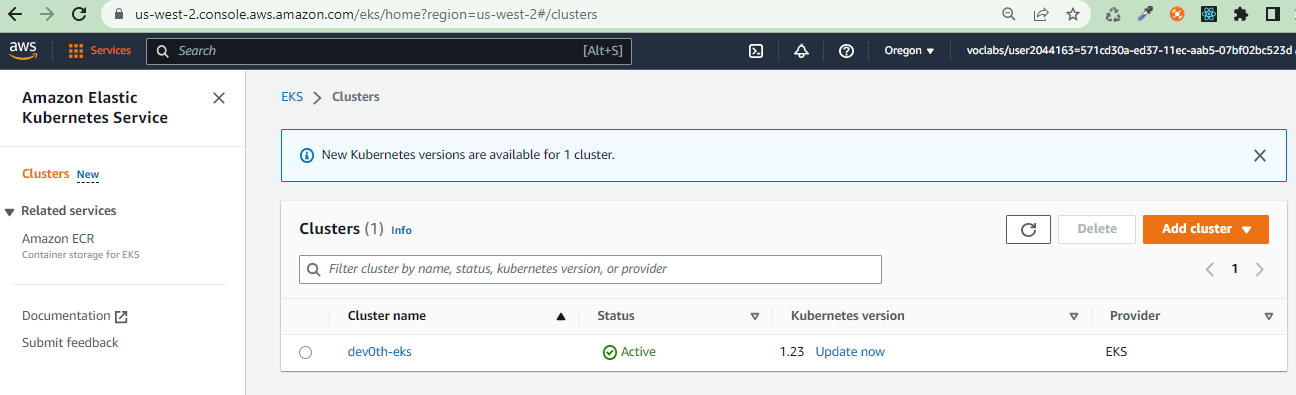 us-west-2.console.aws.amazon.com/eks/home?region=us-west-2#/clusters
aws Services Search [Alt+S] Oregon voclabs/user2044163=571cd30a-ed37-11ec-aab5-07bf02bc523d
Amazon Elastic
Kubernetes Service
Clusters New
Related services
Amazon ECR
Container storage for EKS
Documentation
Submit feedback
EKS Clusters
New Kubernetes versions are available for 1 cluster.
Clusters (1) Info
Delete Add cluster
Filter cluster by name, status, kubernetes version, or provider
1
Cluster name Status Kubernetes version Provider
dev0th-eks Active 1.23 Update now EKS